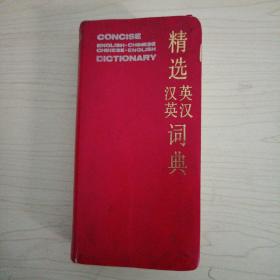 CONCISE
ENGLISH-CHINESE
CHINESE-ENGLISH
DICTIONARY
精选
英汉
汉英
词典